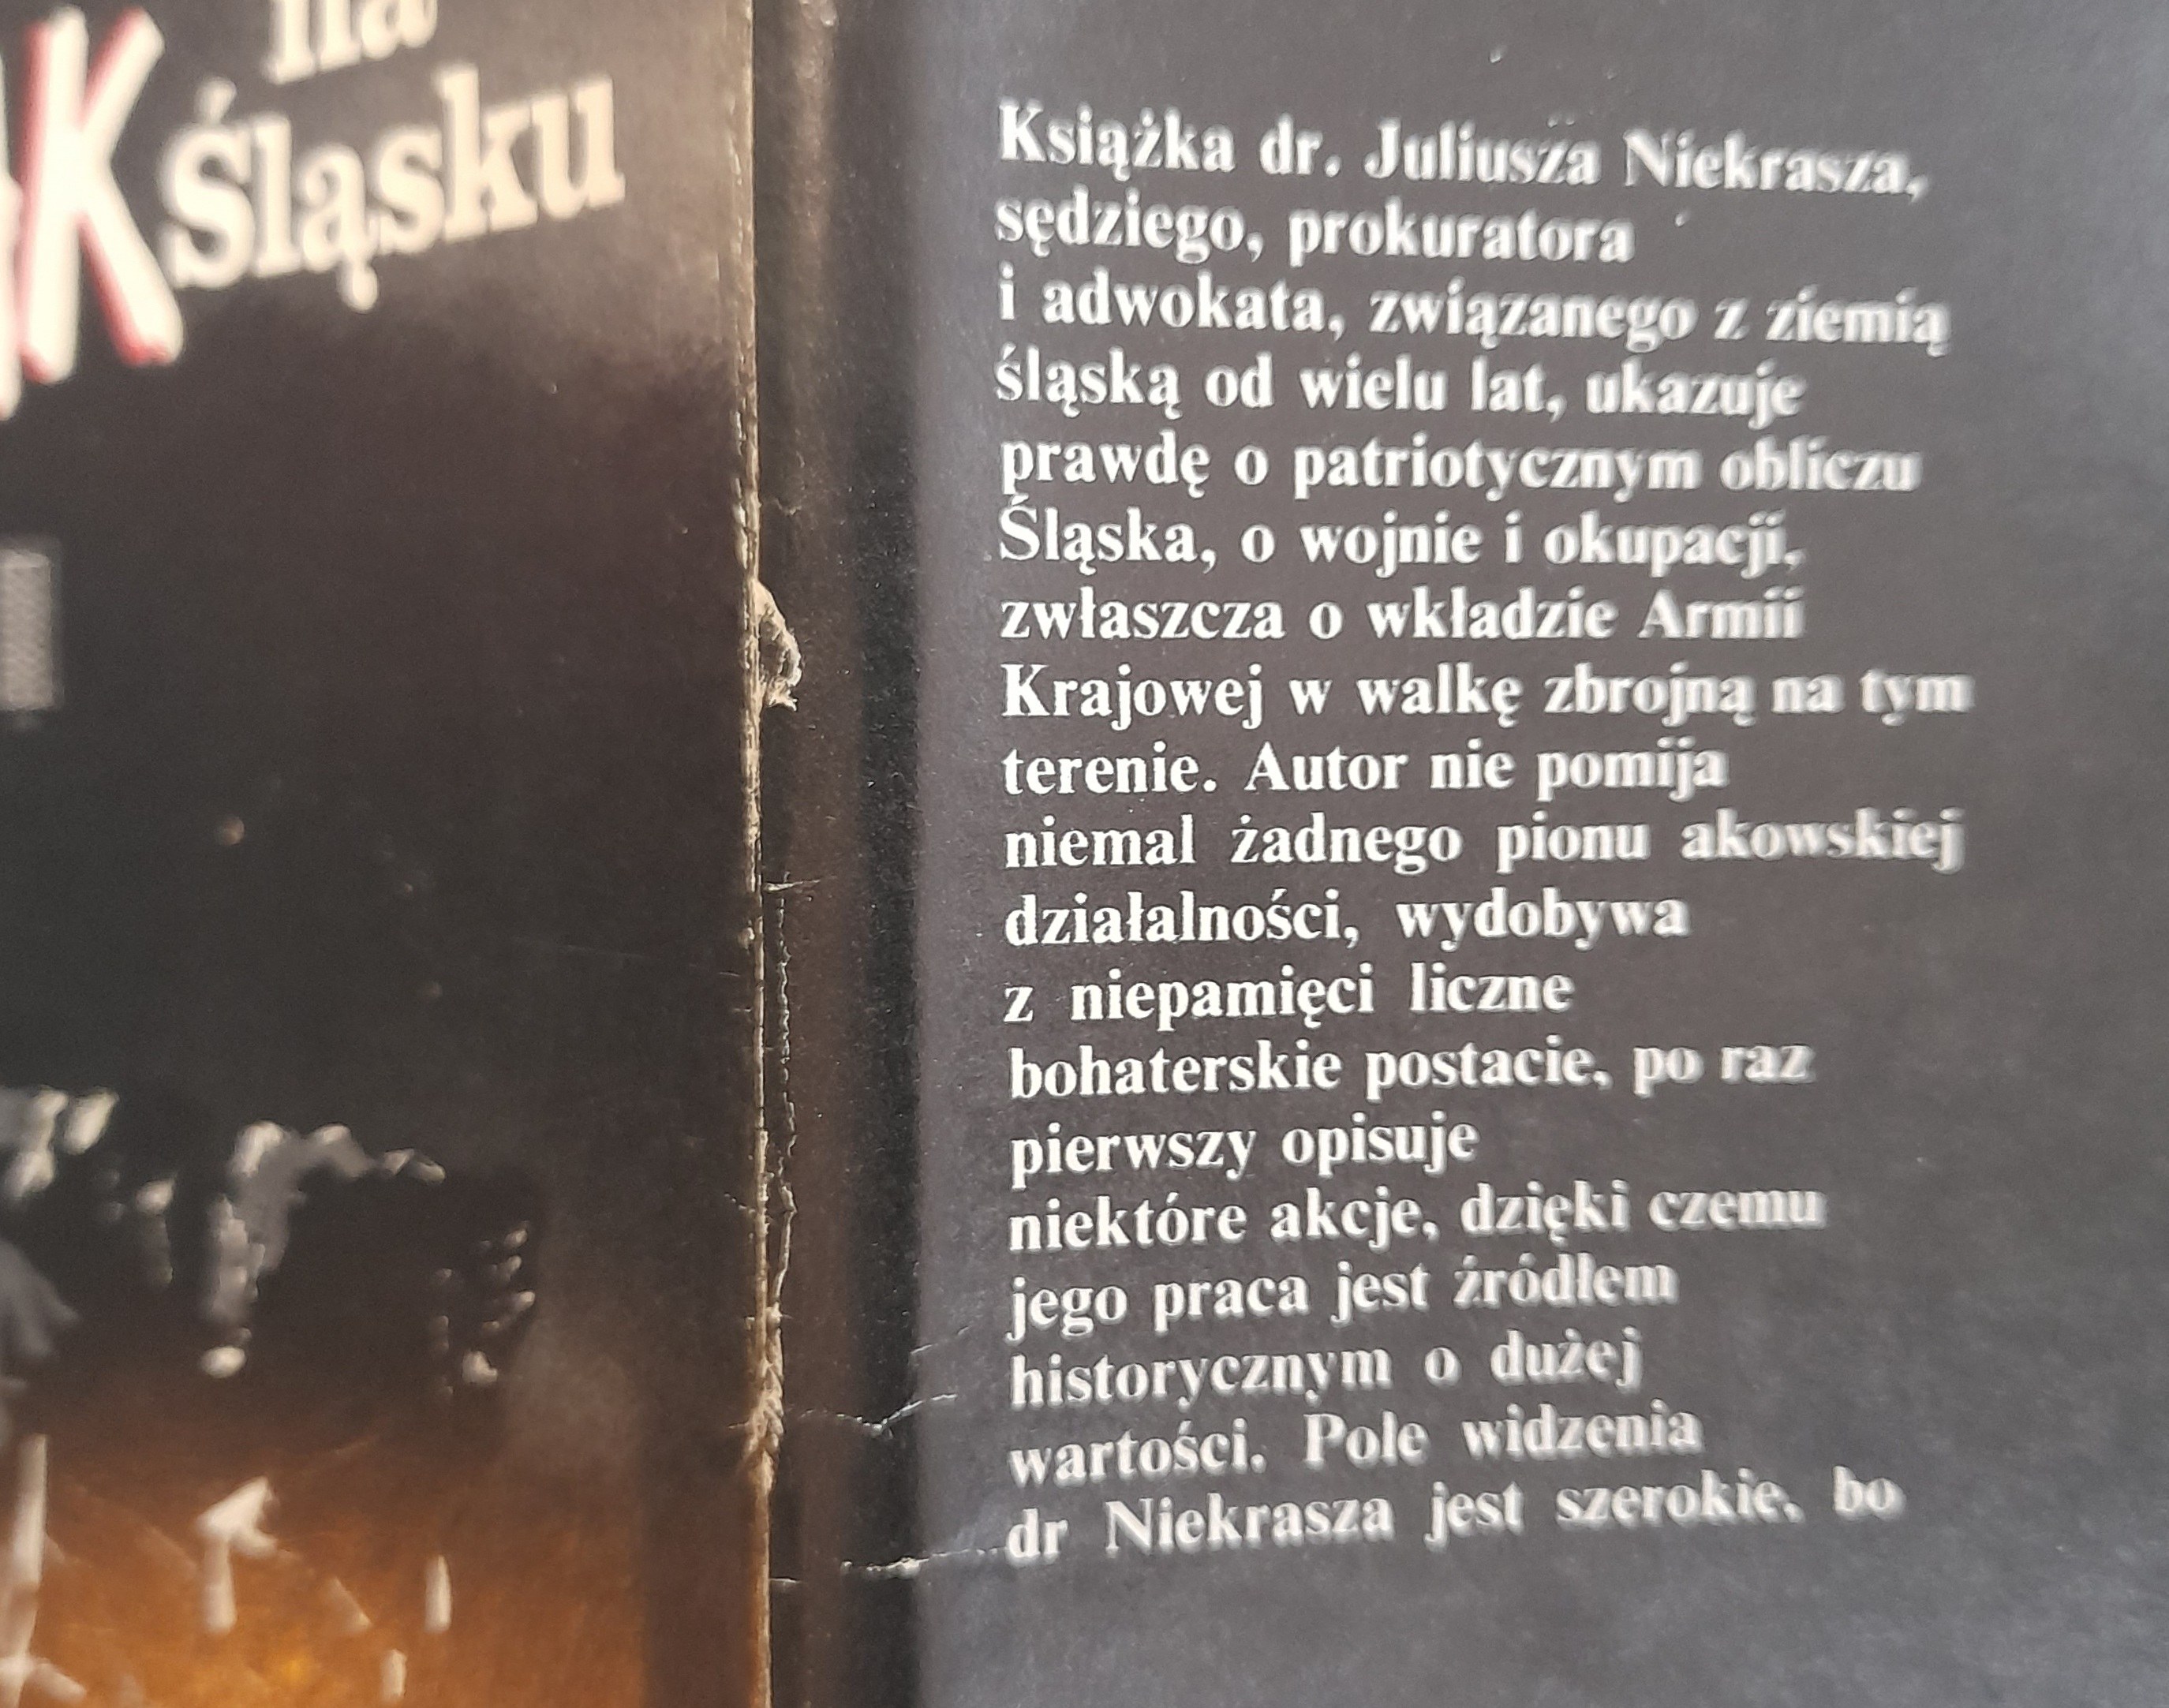 na
AK Śląsku
Książka dr. Juliusza Niekrasza,
sędziego, prokuratora
i adwokata, związanego z ziemią
śląską od wielu lat, ukazuje
prawdę o patriotycznym obliczu
Śląska, o wojnie i okupacji,
zwłaszcza o wkładzie Armii
Krajowej w walkę zbrojną na tym
terenie. Autor nie pomija
niemal żadnego pionu akowskiej
działalności, wydobywa
z niepamięci liczne
bohaterskie postacie, po raz
pierwszy opisuje
niektóre akcje, dzięki czemu
jego praca jest źródłem
historycznym o dużej
wartości. Pole widzenia
dr Niekrasza jest szerokie, bo